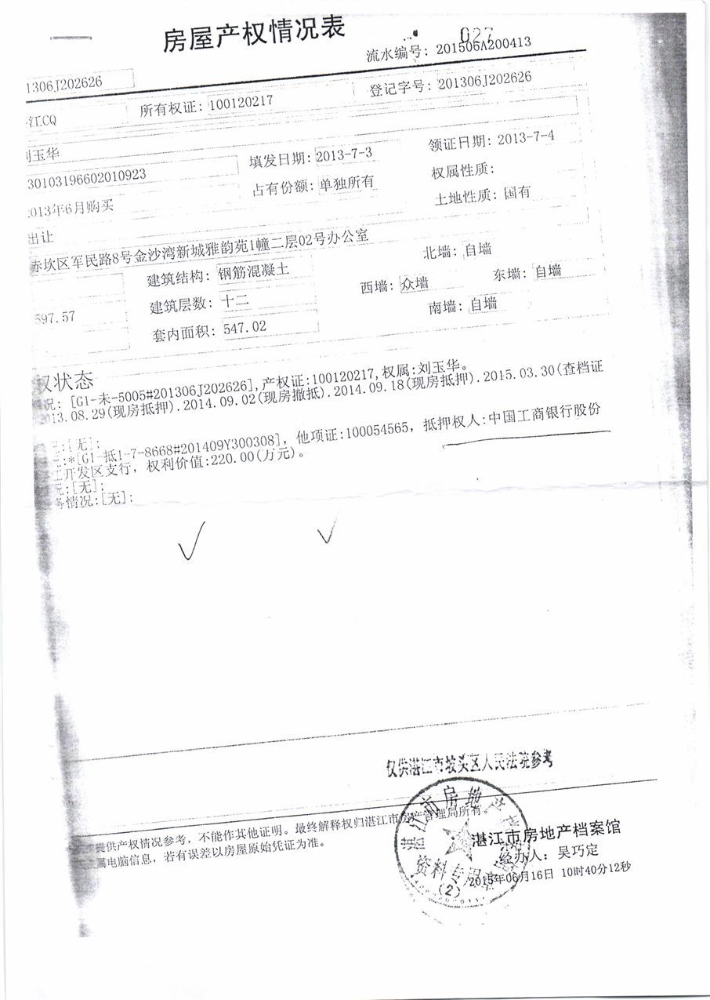 房屋产权情况表
027
流水编号: 201506A200413
1306J202626
江CQ 所有权证: 100120217 登记字号: 201306J202626
刘玉华
30103196602010923 填发日期: 2013-7-3 领证日期: 2013-7-4
013年6月购买 占有份额: 单独所有 权属性质:
出让 土地性质: 国有
赤坎区军民路8号金沙湾新城雅韵苑1幢二层02号办公室
建筑结构: 钢筋混凝土 北墙: 自墙
597.57 建筑层数: 十二 西墙: 众墙 东墙: 自墙
套内面积: 547.02 南墙: 自墙
权状态
况: [G1-未-5005#201306J202626],产权证:100120217,权属:刘玉华。
13.08.29(现房抵押).2014.09.02(现房撤抵).2014.09.18(现房抵押).2015.03.30(查档证
:[无];
:*[G1-抵1-7-8668#201409Y300308], 他项证:100054565, 抵押权人:中国工商银行股份
江开发区支行, 权利价值:220.00(万元)。
:[无];
情况:[无];
仅供湛江市坡头区人民法院参考
提供产权情况参考, 不能作其他证明。最终解释权归湛江市房产管理局所有。
属电脑信息, 若有误差以房屋原始凭证为准。
湛江市房地产档案馆
资料专用章
(2)
湛江市房地产档案馆
经办人: 吴巧定
2015年06月16日 10时40分12秒